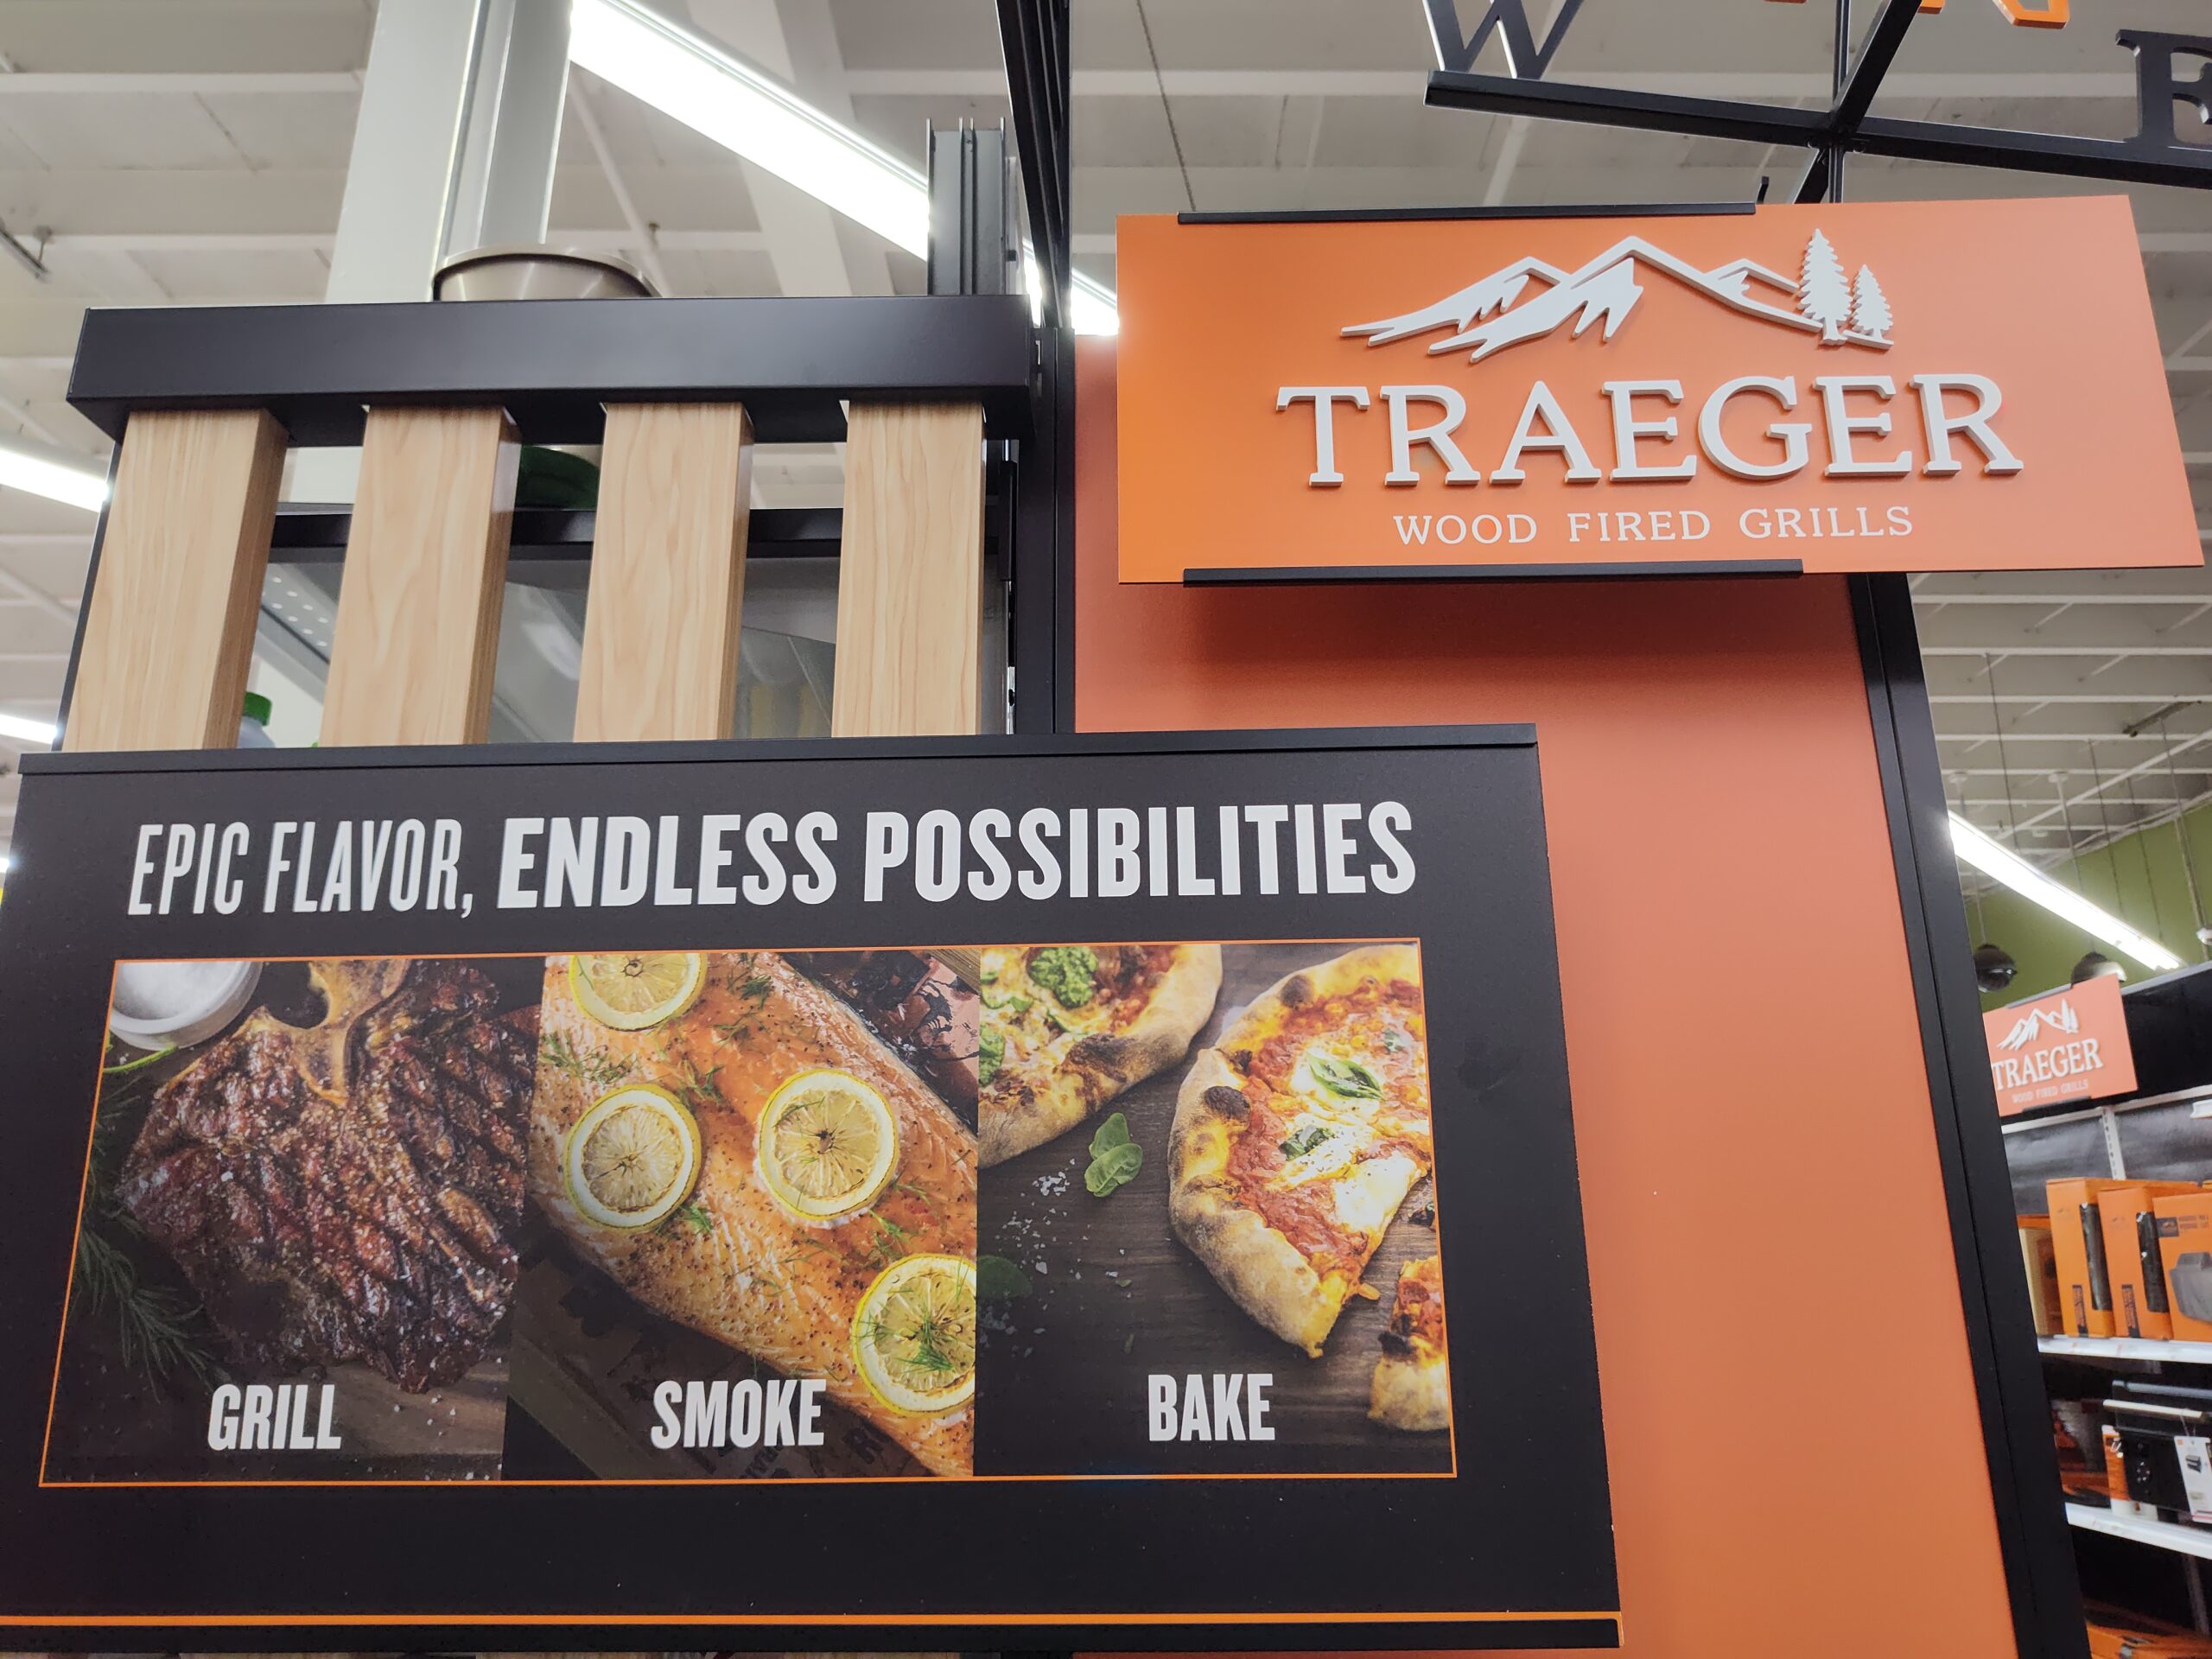 TRAEGER
WOOD FIRED GRILLS
EPIC FLAVOR, ENDLESS POSSIBILITIES
GRILL
SMOKE
BAKE
TRAEGER
WOOD FIRED GRILLS